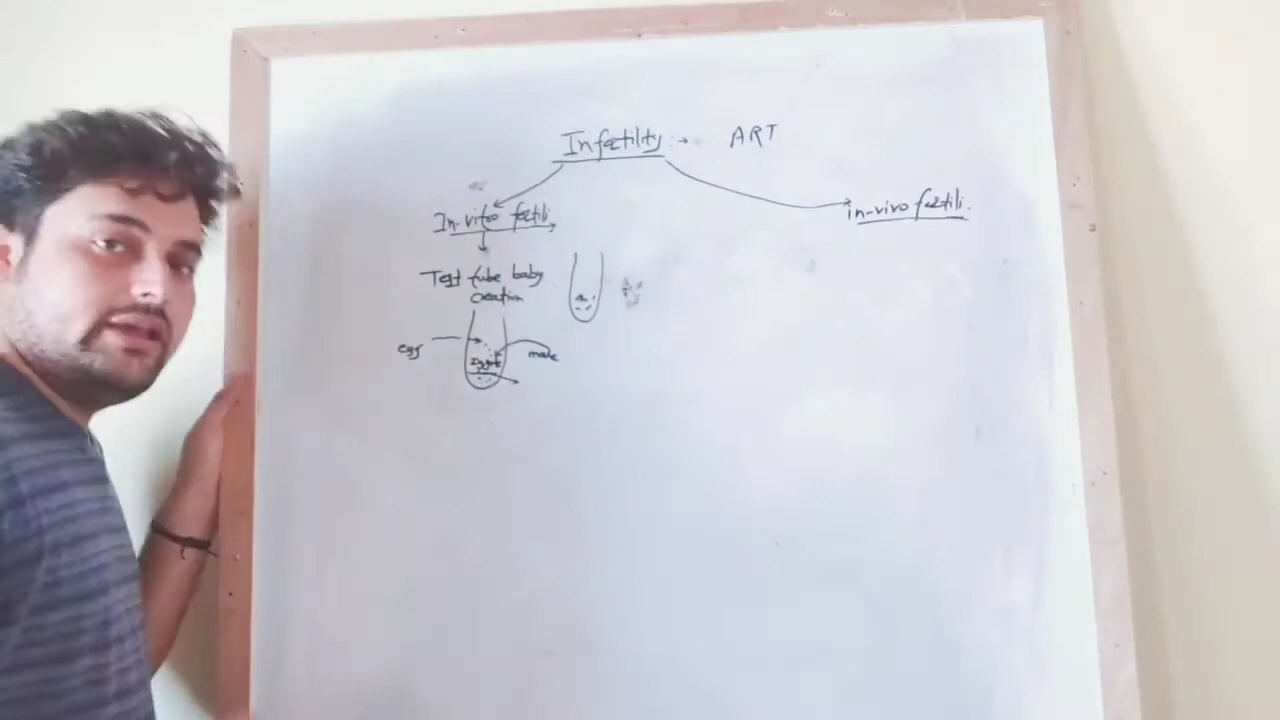 Infertility :→ ART
In-vitro fertili.
in-vivo fertili.
Test tube baby
creation
egg
male
zygote